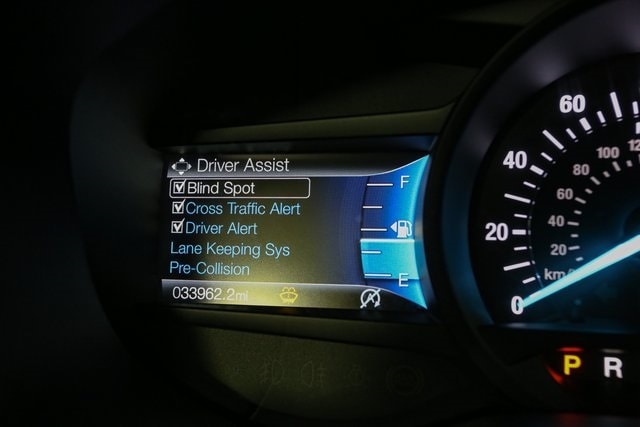 Driver Assist
Blind Spot
Cross Traffic Alert
Driver Alert
Lane Keeping Sys
Pre-Collision
033962.2mi
F
E
60
40
20
0
100
80
60
40
20
km/
P R